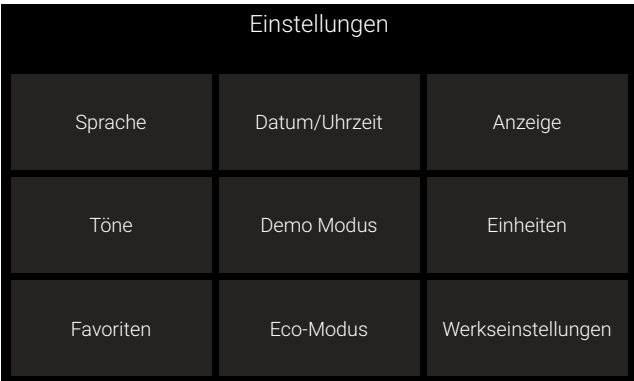 Einstellungen
Sprache
Datum/Uhrzeit
Anzeige
Töne
Demo Modus
Einheiten
Favoriten
Eco-Modus
Werkseinstellungen